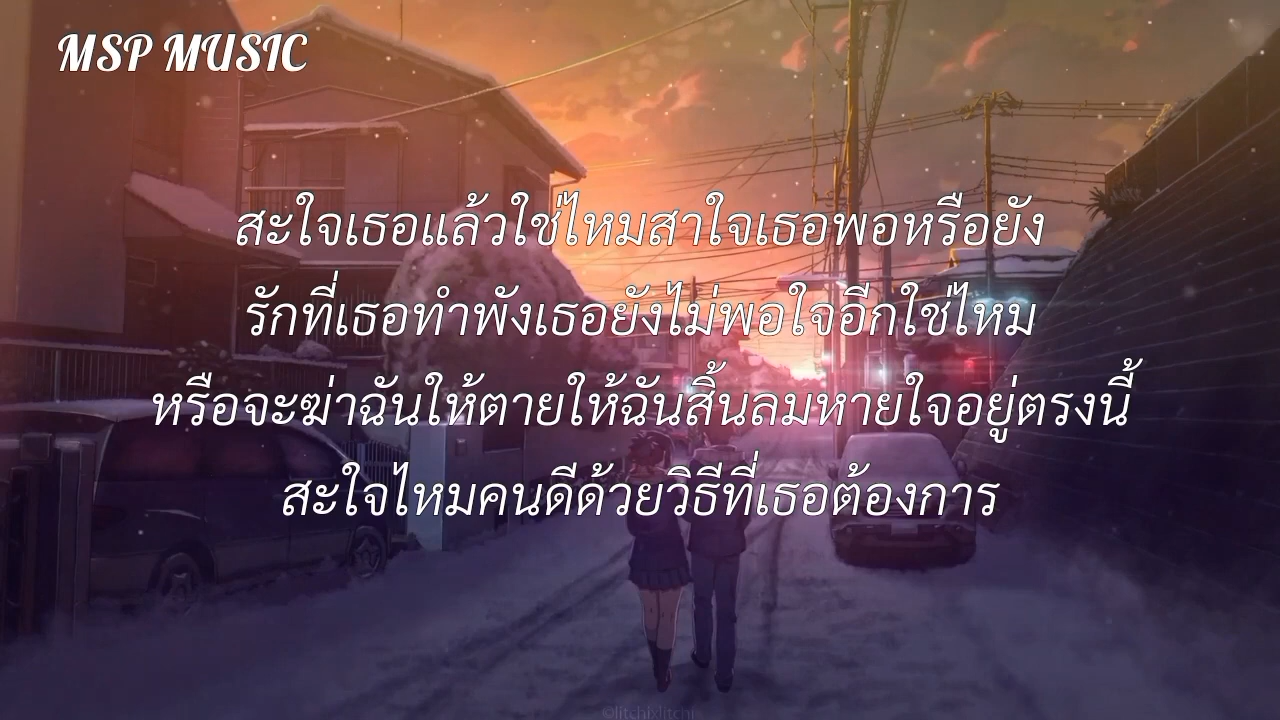 MSP MUSIC
สะใจเธอแล้วใช่ไหมสาใจเธอพอหรือยัง
รักที่เธอทำพังเธอยังไม่พอใจอีกใช่ไหม
หรือจะฆ่าฉันให้ตายให้ฉันสิ้นลมหายใจอยู่ตรงนี้
สะใจไหมคนดีด้วยวิธีที่เธอต้องการ
©litchixlitchi